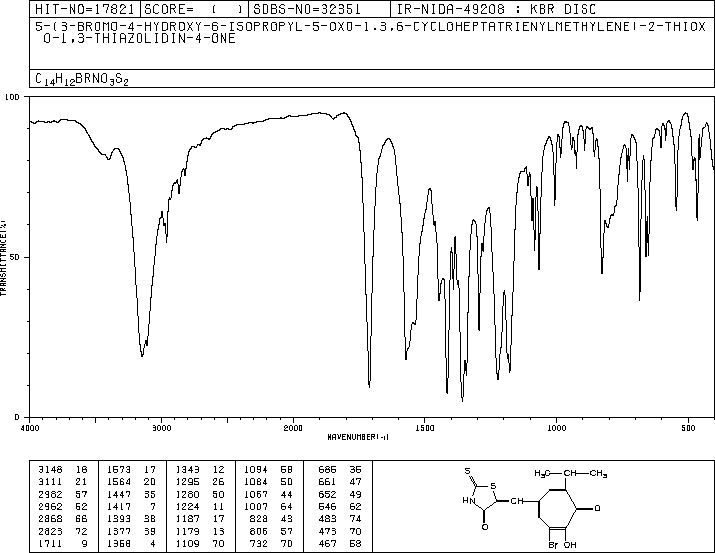 HIT-NO=17821 SCORE= ( ) SDBS-NO=32351 IR-NIDA-49208 : KBR DISC
5-(3-BROMO-4-HYDROXY-6-ISOPROPYL-5-OXO-1,3,6-CYCLOHEPTATRIENYLMETHYLENE)-2-THIOX
O-1,3-THIAZOLIDIN-4-ONE
C14H12BRNO3S2
100
TRANSMITTANCE(%)
50
0
4000 3000 2000 1500 1000 500
WAVENUMBER(-1)
3148 18 1573 17 1343 12 1094 68 686 36
3111 21 1564 20 1295 26 1084 50 661 47
2982 57 1447 35 1280 50 1067 44 652 49
2962 52 1417 7 1224 11 1007 64 546 62
2868 66 1393 38 1187 17 828 43 483 74
2823 72 1377 39 1179 13 806 57 473 70
1711 9 1358 4 1109 70 732 70 467 58
S
CH3 CH CH3
S
HN CH
O
O
Br OH